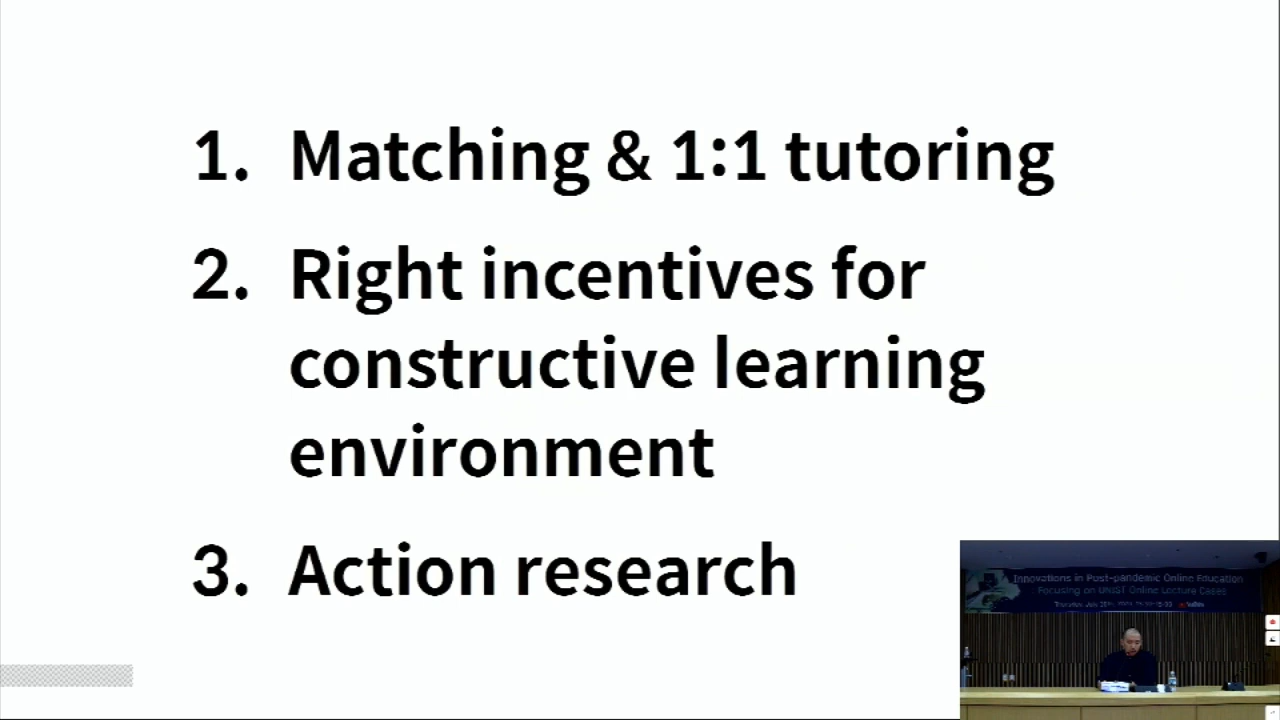 1. Matching & 1:1 tutoring
2. Right incentives for
constructive learning
environment
3. Action research
Innovations in Post-pandemic Online Education
Focusing on UNIST Online Lecture Cases